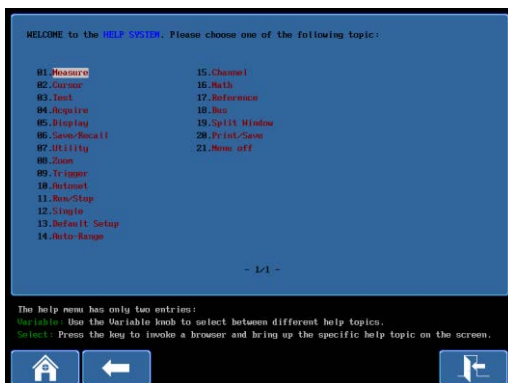 WELCOME to the HELP SYSTEM. Please choose one of the following topic:
01.Measure
02.Cursor
03.Test
04.Acquire
05.Display
06.Save/Recall
07.Utility
08.Zoom
09.Trigger
10.Autoset
11.Run/Stop
12.Single
13.Default Setup
14.Auto-Range
15.Channel
16.Math
17.Reference
18.Bus
19.Split Window
20.Print/Save
21.Menu off
- 1/1 -
The help menu has only two entries:
Variable: Use the Variable knob to select between different help topics.
Select: Press the key to invoke a browser and bring up the specific help topic on the screen.